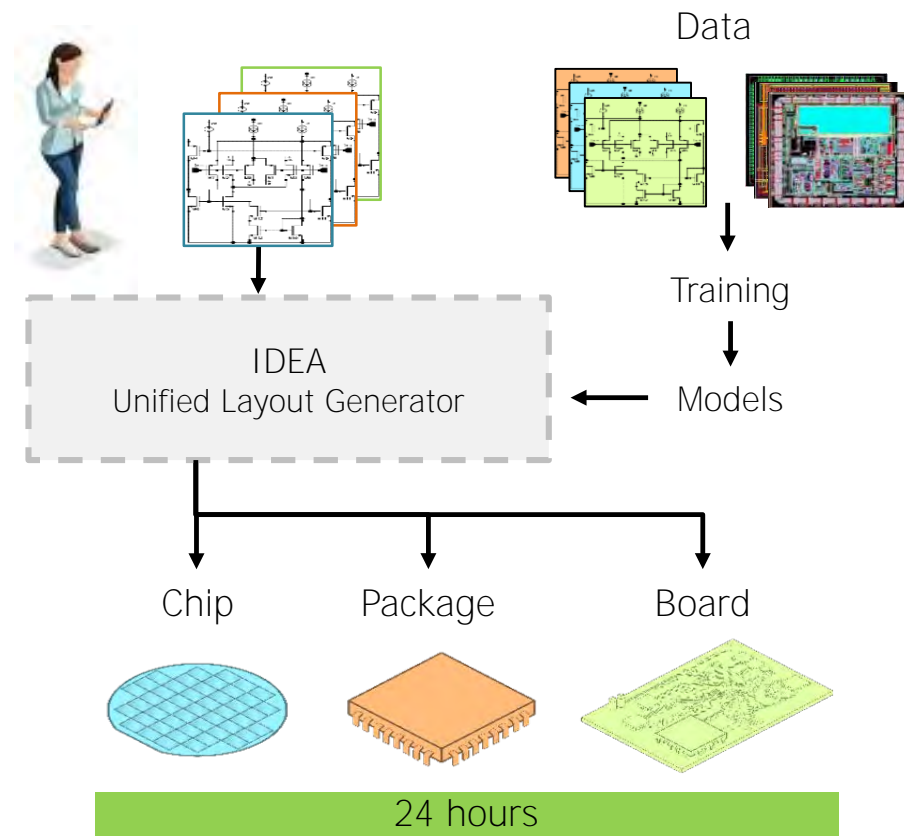 Data
Training
IDEA
Unified Layout Generator
Models
Chip
Package
Board
24 hours